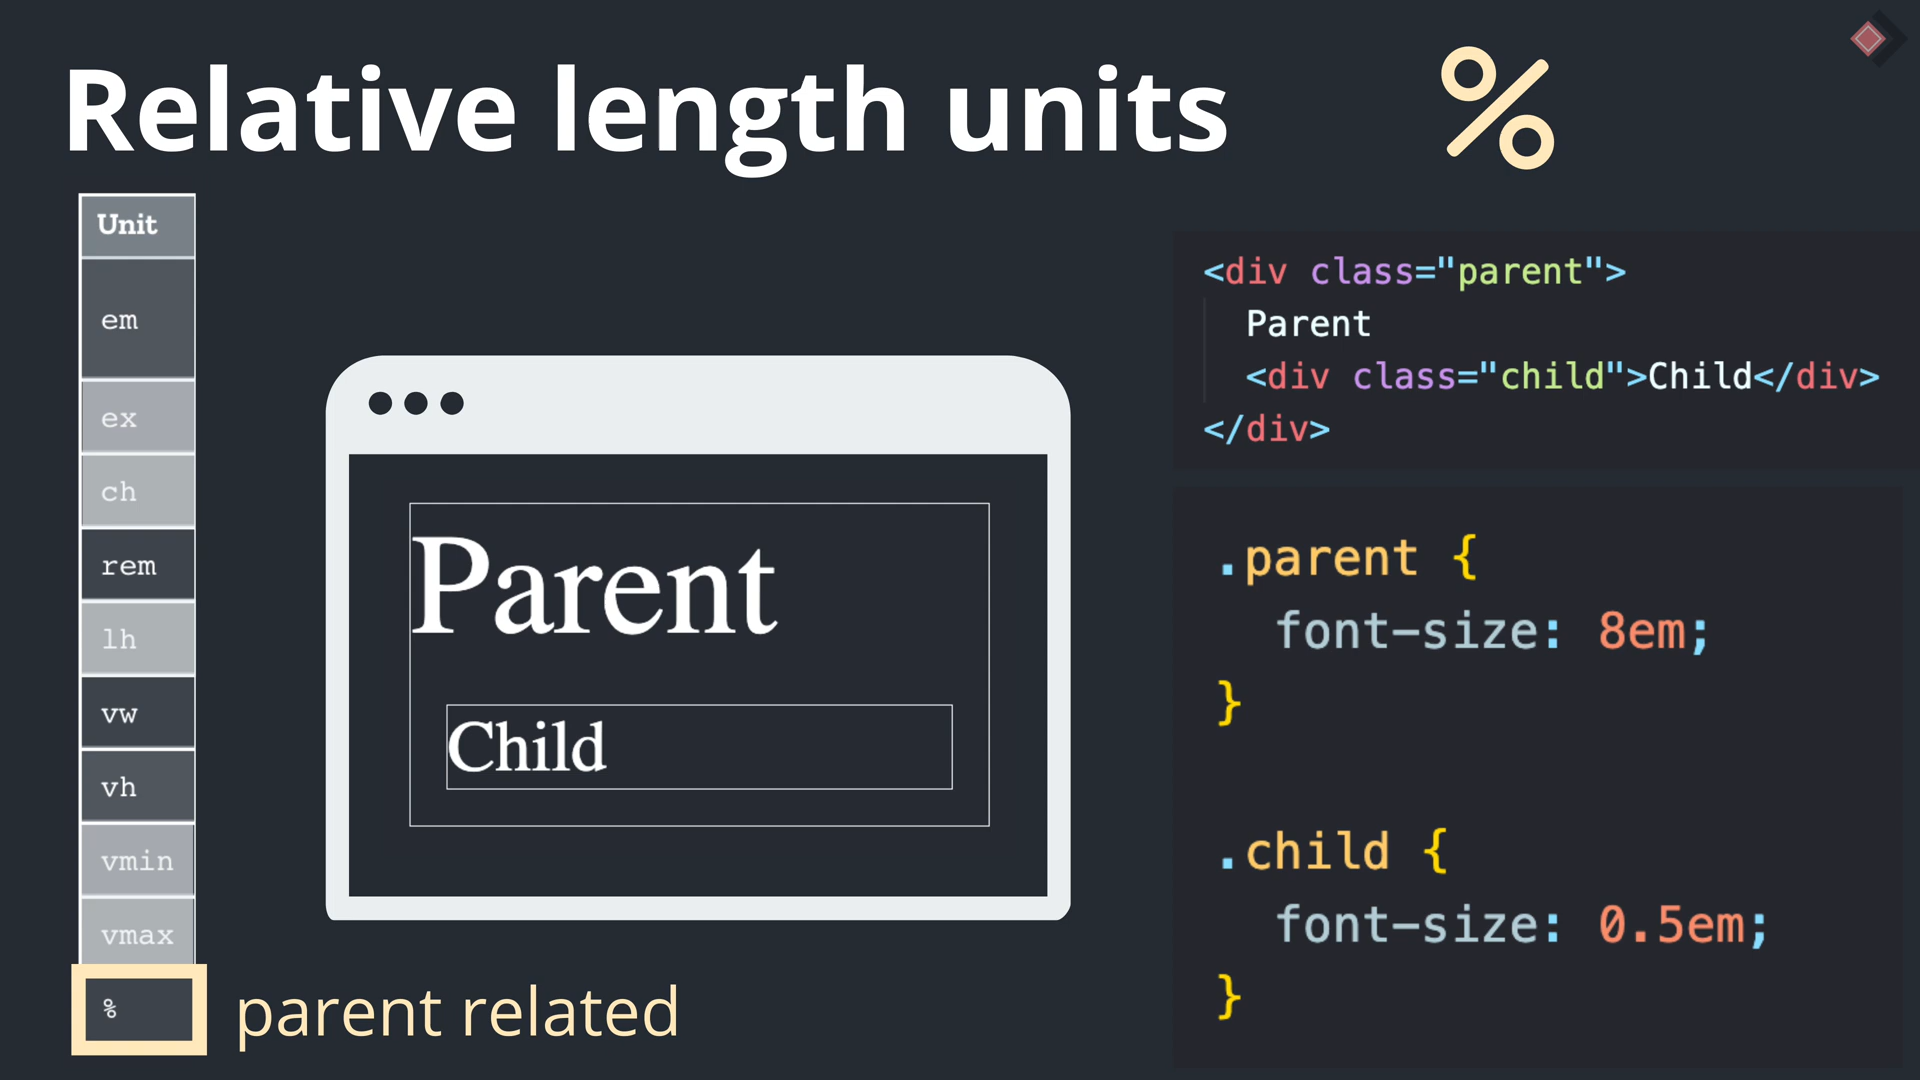 Relative length units
%
Unit
em
ex
ch
rem
lh
vw
vh
vmin
vmax
%
parent related
Parent
Child
<div class="parent">
Parent
<div class="child">Child</div>
</div>
.parent {
font-size: 8em;
}
.child {
font-size: 0.5em;
}